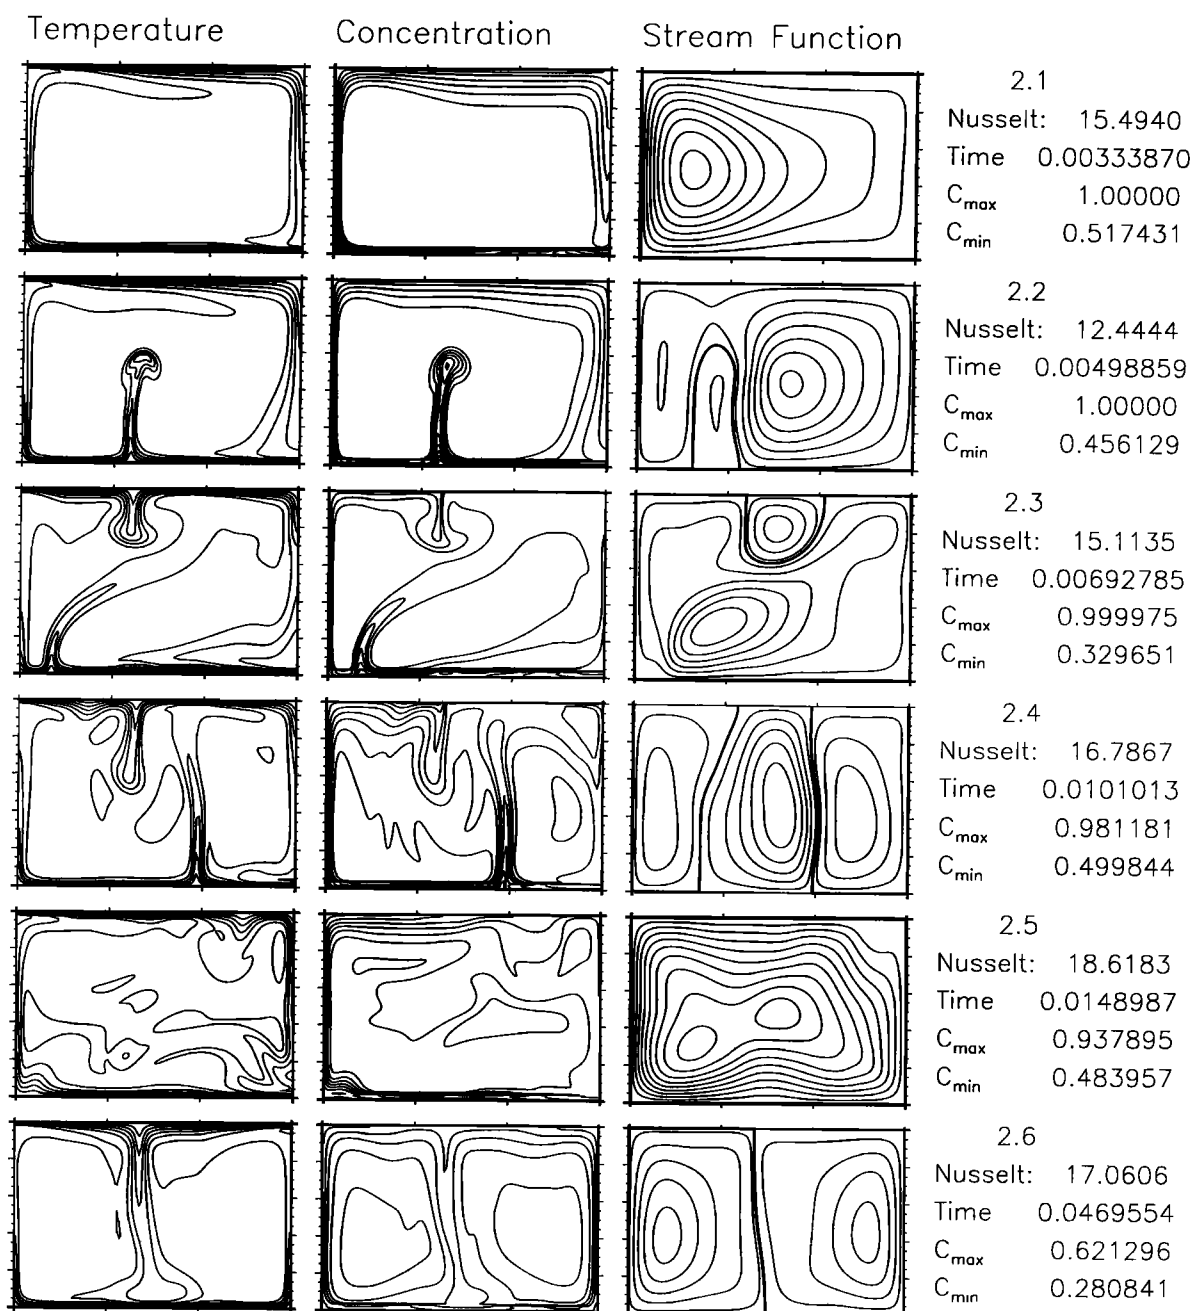 Temperature Concentration Stream Function
2.1
Nusselt: 15.4940
Time 0.00333870
Cmax 1.00000
Cmin 0.517431
2.2
Nusselt: 12.4444
Time 0.00498859
Cmax 1.00000
Cmin 0.456129
2.3
Nusselt: 15.1135
Time 0.00692785
Cmax 0.999975
Cmin 0.329651
2.4
Nusselt: 16.7867
Time 0.0101013
Cmax 0.981181
Cmin 0.499844
2.5
Nusselt: 18.6183
Time 0.0148987
Cmax 0.937895
Cmin 0.483957
2.6
Nusselt: 17.0606
Time 0.0469554
Cmax 0.621296
Cmin 0.280841